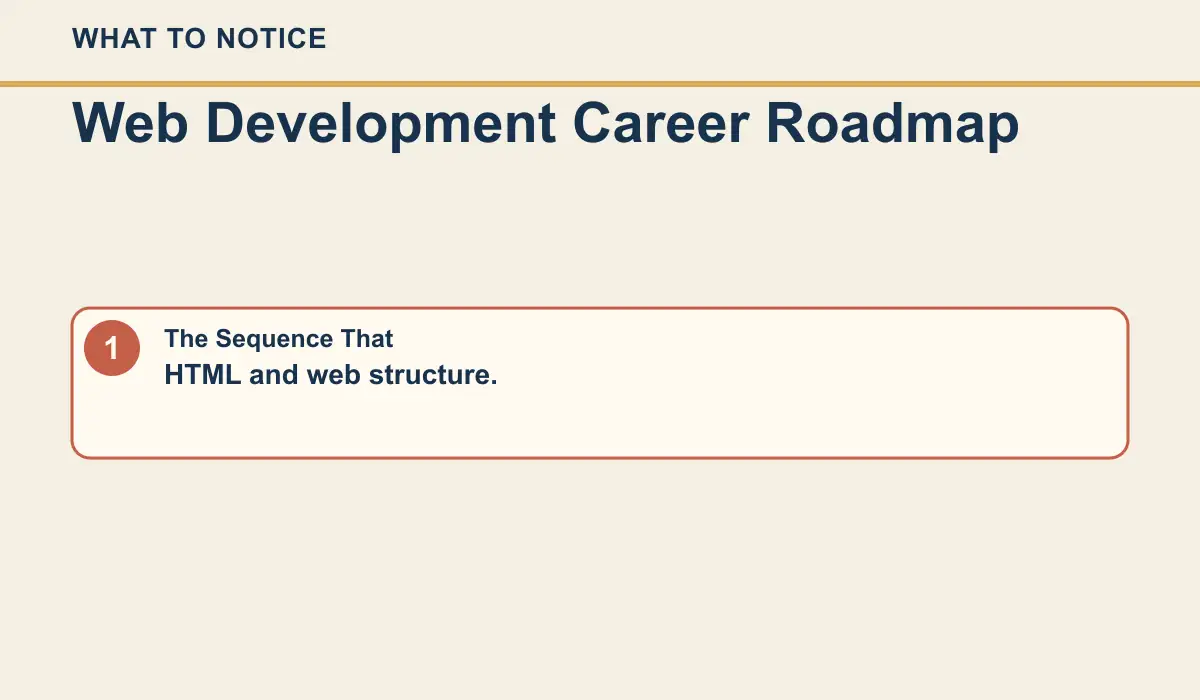 WHAT TO NOTICE
Web Development Career Roadmap
1
The Sequence That
HTML and web structure.